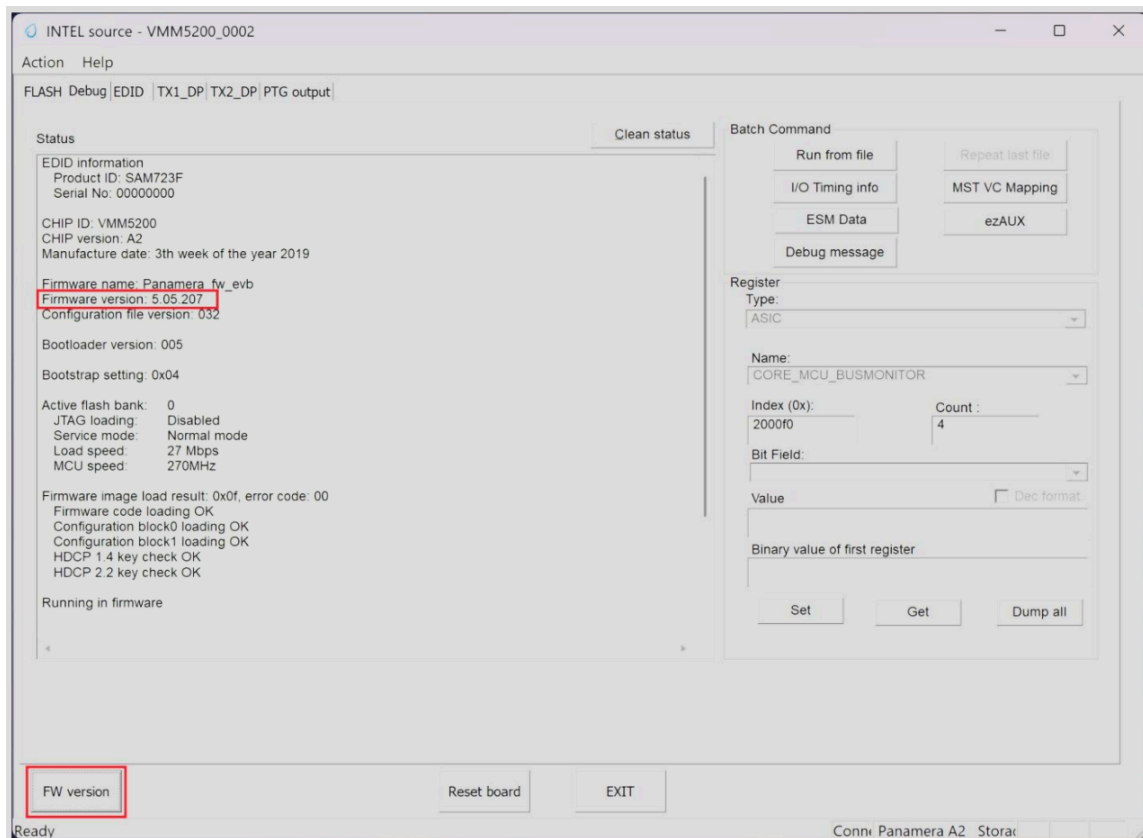 INTEL source - VMM5200_0002
Action Help
FLASH Debug EDID TX1_DP TX2_DP PTG output
Status
Clean status
EDID information
Product ID: SAM723F
Serial No: 00000000
CHIP ID: VMM5200
CHIP version: A2
Manufacture date: 3th week of the year 2019
Firmware name: Panamera_fw_evb
Firmware version: 5.05.207
Configuration file version: 032
Bootloader version: 005
Bootstrap setting: 0x04
Active flash bank: 0
JTAG loading: Disabled
Service mode: Normal mode
Load speed: 27 Mbps
MCU speed: 270MHz
Firmware image load result: 0x0f, error code: 00
Firmware code loading OK
Configuration block0 loading OK
Configuration block1 loading OK
HDCP 1.4 key check OK
HDCP 2.2 key check OK
Running in firmware
Batch Command
Run from file Repeat last file
I/O Timing info MST VC Mapping
ESM Data ezAUX
Debug message
Register
Type:
ASIC
Name:
CORE_MCU_BUSMONITOR
Index (0x): Count :
2000f0 4
Bit Field:
Value Dec format
Binary value of first register
Set Get Dump all
FW version Reset board EXIT
Ready Conn Panamera A2 Stora